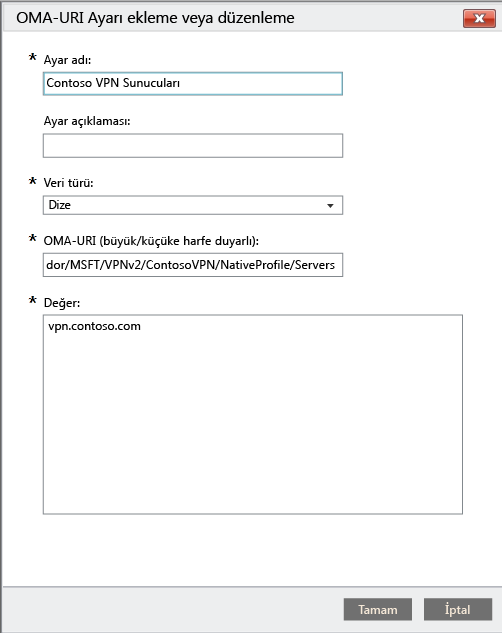 OMA-URI Ayarı ekleme veya düzenleme
* Ayar adı:
Contoso VPN Sunucuları
Ayar açıklaması:
* Veri türü:
Dize
* OMA-URI (büyük/küçüke harfe duyarlı):
dor/MSFT/VPNv2/ContosoVPN/NativeProfile/Servers
* Değer:
vpn.contoso.com
Tamam
İptal